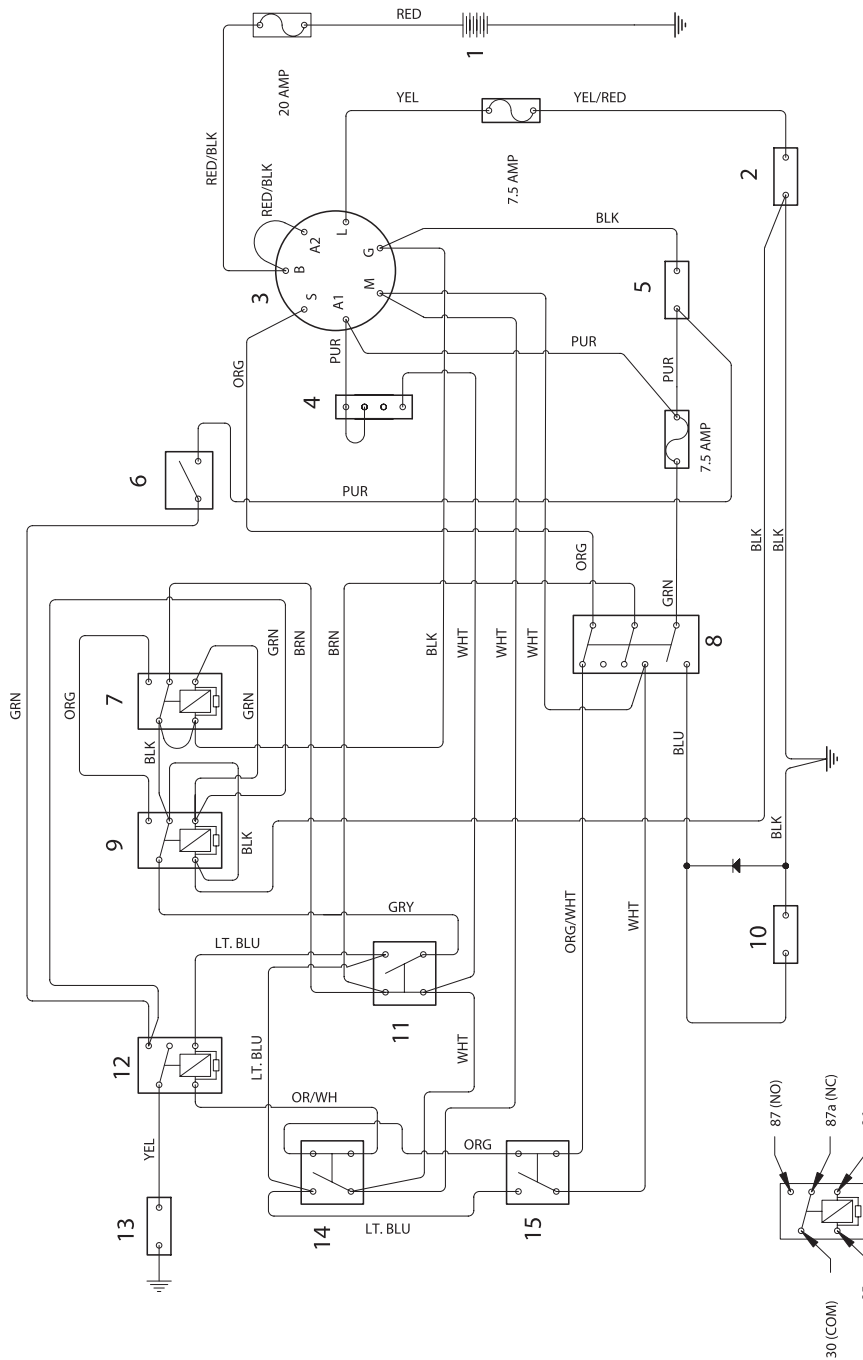 RED
1
20 AMP
RED/BLK
YEL
YEL/RED
7.5 AMP
2
RED/BLK
A2
L
B
G
S
M
A1
3
BLK
5
ORG
PUR
PUR
PUR
4
7.5 AMP
6
PUR
BLK
BLK
GRN
ORG
GRN
8
GRN
BRN
BRN
BLK
WHT
WHT
WHT
GRN
ORG
7
GRN
BLK
BLU
9
BLK
BLK
GRY
LT. BLU
ORG/WHT
WHT
10
11
12
LT. BLU
WHT
OR/WH
YEL
ORG
13
14
15
LT. BLU
87 (NO)
87a (NC)
30 (COM)